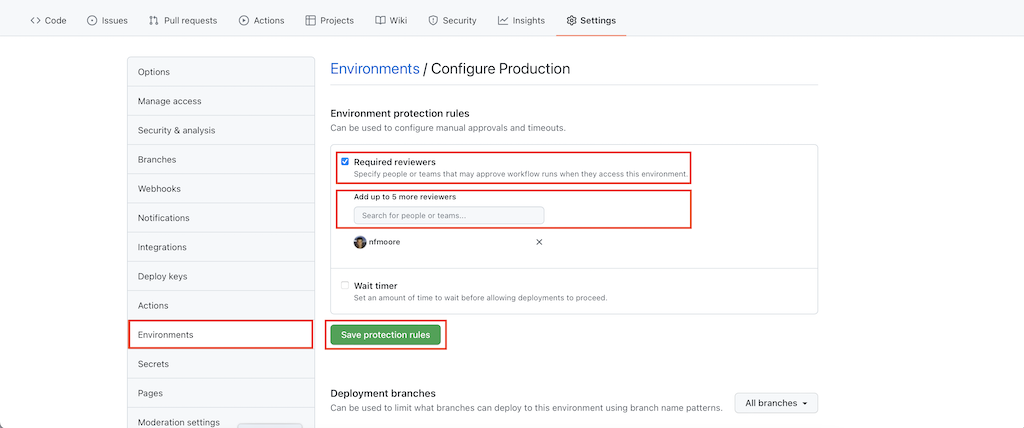 Code
Issues
Pull requests
Actions
Projects
Wiki
Security
Insights
Settings
Options
Manage access
Security & analysis
Branches
Webhooks
Notifications
Integrations
Deploy keys
Actions
Environments
Secrets
Pages
Moderation settings
Environments / Configure Production
Environment protection rules
Can be used to configure manual approvals and timeouts.
Required reviewers
Specify people or teams that may approve workflow runs when they access this environment.
Add up to 5 more reviewers
Search for people or teams...
nfmoore
Wait timer
Set an amount of time to wait before allowing deployments to proceed.
Save protection rules
Deployment branches
Can be used to limit what branches can deploy to this environment using branch name patterns.
All branches